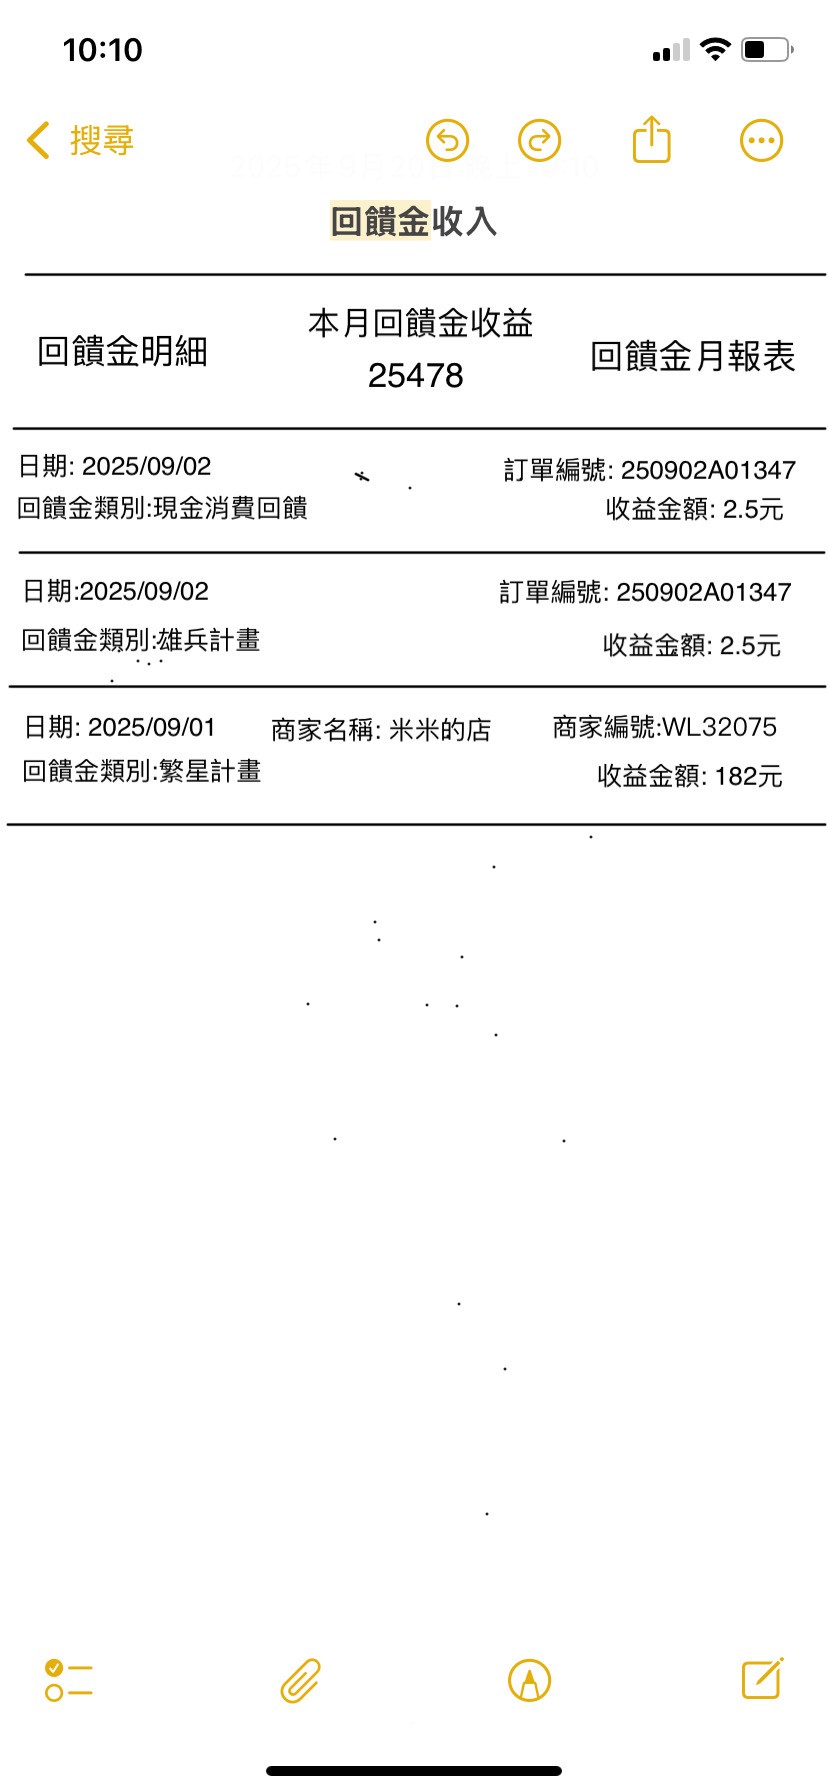 10:10
搜尋
回饋金收入
回饋金明細
本月回饋金收益
25478
回饋金月報表
日期: 2025/09/02
訂單編號: 250902A01347
回饋金類別:現金消費回饋
收益金額: 2.5元
日期:2025/09/02
訂單編號: 250902A01347
回饋金類別:雄兵計畫
收益金額: 2.5元
日期: 2025/09/01
商家名稱: 米米的店
商家編號:WL32075
回饋金類別:繁星計畫
收益金額: 182元